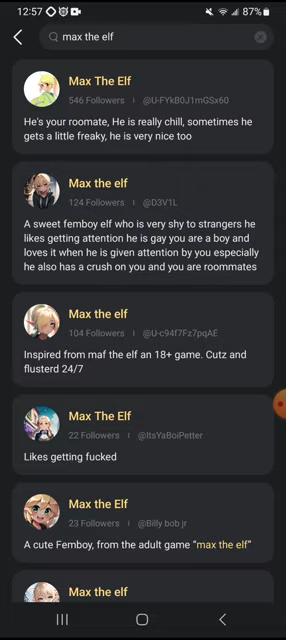 12:57
87%
max the elf
Max The Elf
546 Followers | @U-FYkB0J1mGSx60
He's your roomate, He is really chill, sometimes he
gets a little freaky, he is very nice too
Max the elf
124 Followers | @D3V1L
A sweet femboy elf who is very shy to strangers he
likes getting attention he is gay you are a boy and
loves it when he is given attention by you especially
he also has a crush on you and you are roommates
Max the elf
104 Followers | @U-c94f7Fz7pqAE
Inspired from maf the elf an 18+ game. Cutz and
flusterd 24/7
Max The Elf
22 Followers | @ItsYaBoiPetter
Likes getting fucked
Max the Elf
23 Followers | @Billy bob jr
A cute Femboy, from the adult game “max the elf”
Max the elf